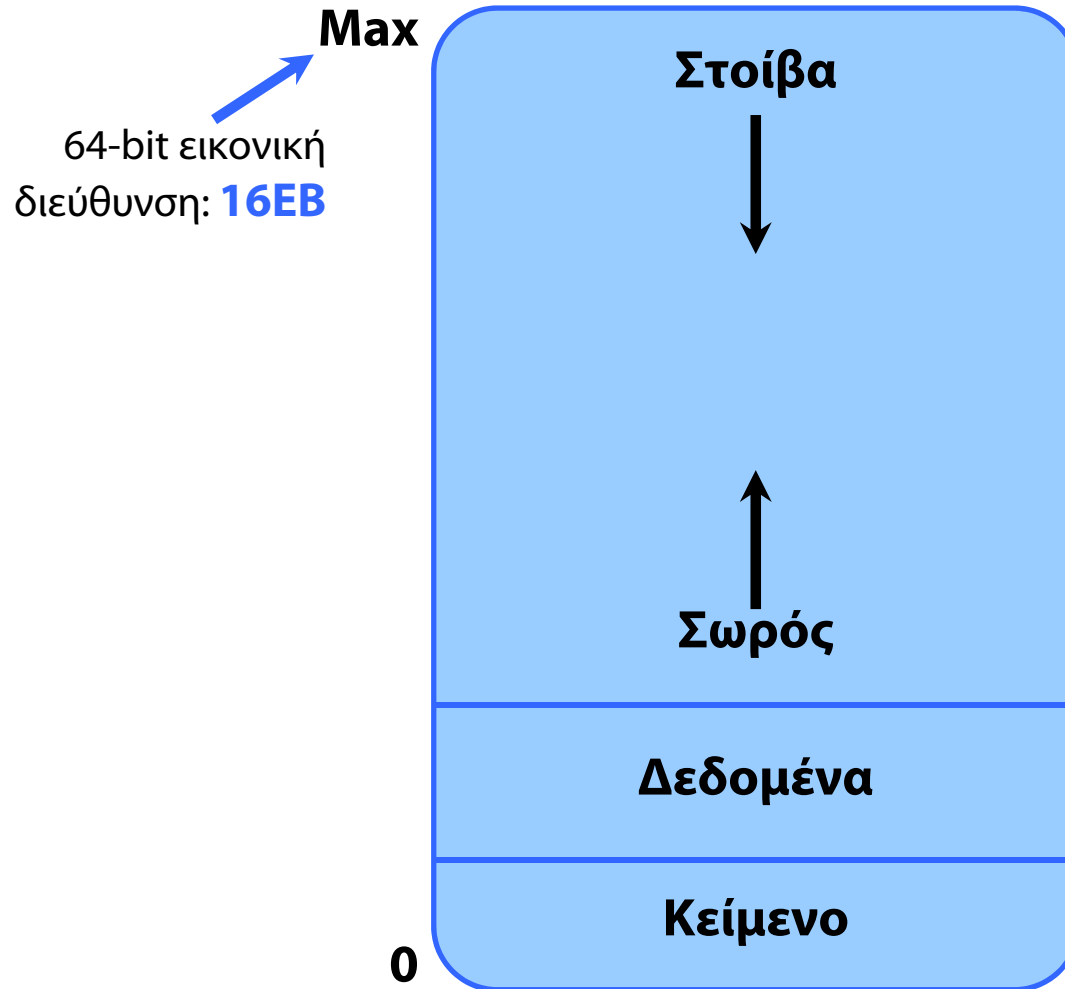 Max
Στοίβα
64-bit εικονική
διεύθυνση: 16EB
Σωρός
Δεδομένα
Κείμενο
0